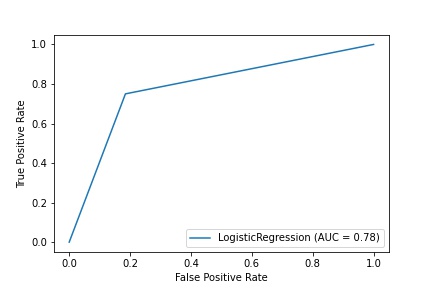 1.0
0.8
0.6
0.4
0.2
0.0
True Positive Rate
LogisticRegression (AUC = 0.78)
0.0 0.2 0.4 0.6 0.8 1.0
False Positive Rate